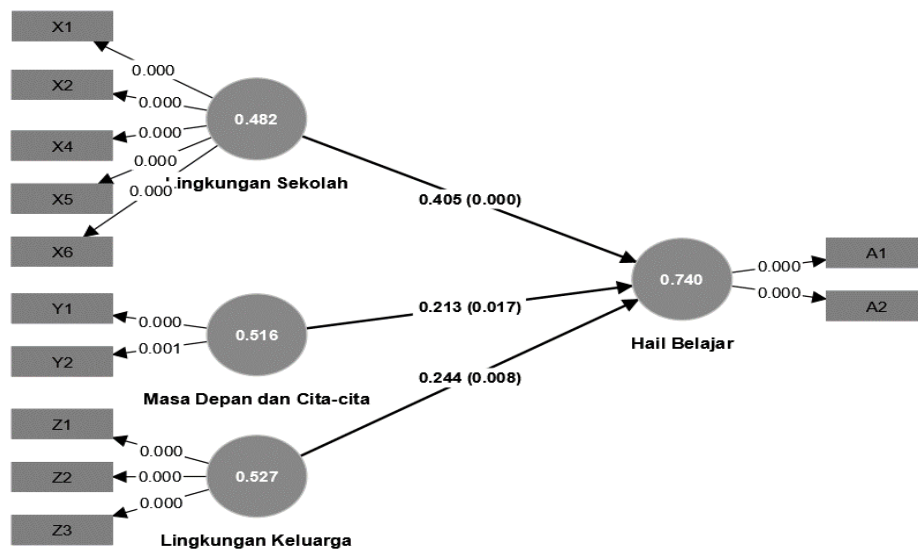 X1
0.000
X2
0.000
0.482
X4
0.000
0.000
Lingkungan Sekolah
X5
0.000
0.405 (0.000)
X6
A1
0.000
0.740
0.000
A2
Y1
0.000
0.213 (0.017)
0.516
0.001
Y2
Hail Belajar
0.244 (0.008)
Masa Depan dan Cita-cita
Z1
0.000
0.527
Z2
0.000
0.000
Z3
Lingkungan Keluarga